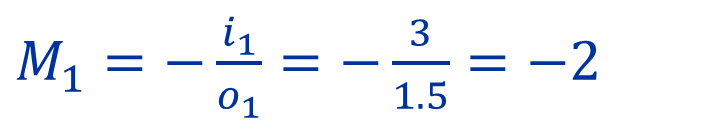 M₁ = −i₁/o₁ = −3/1.5 = −2